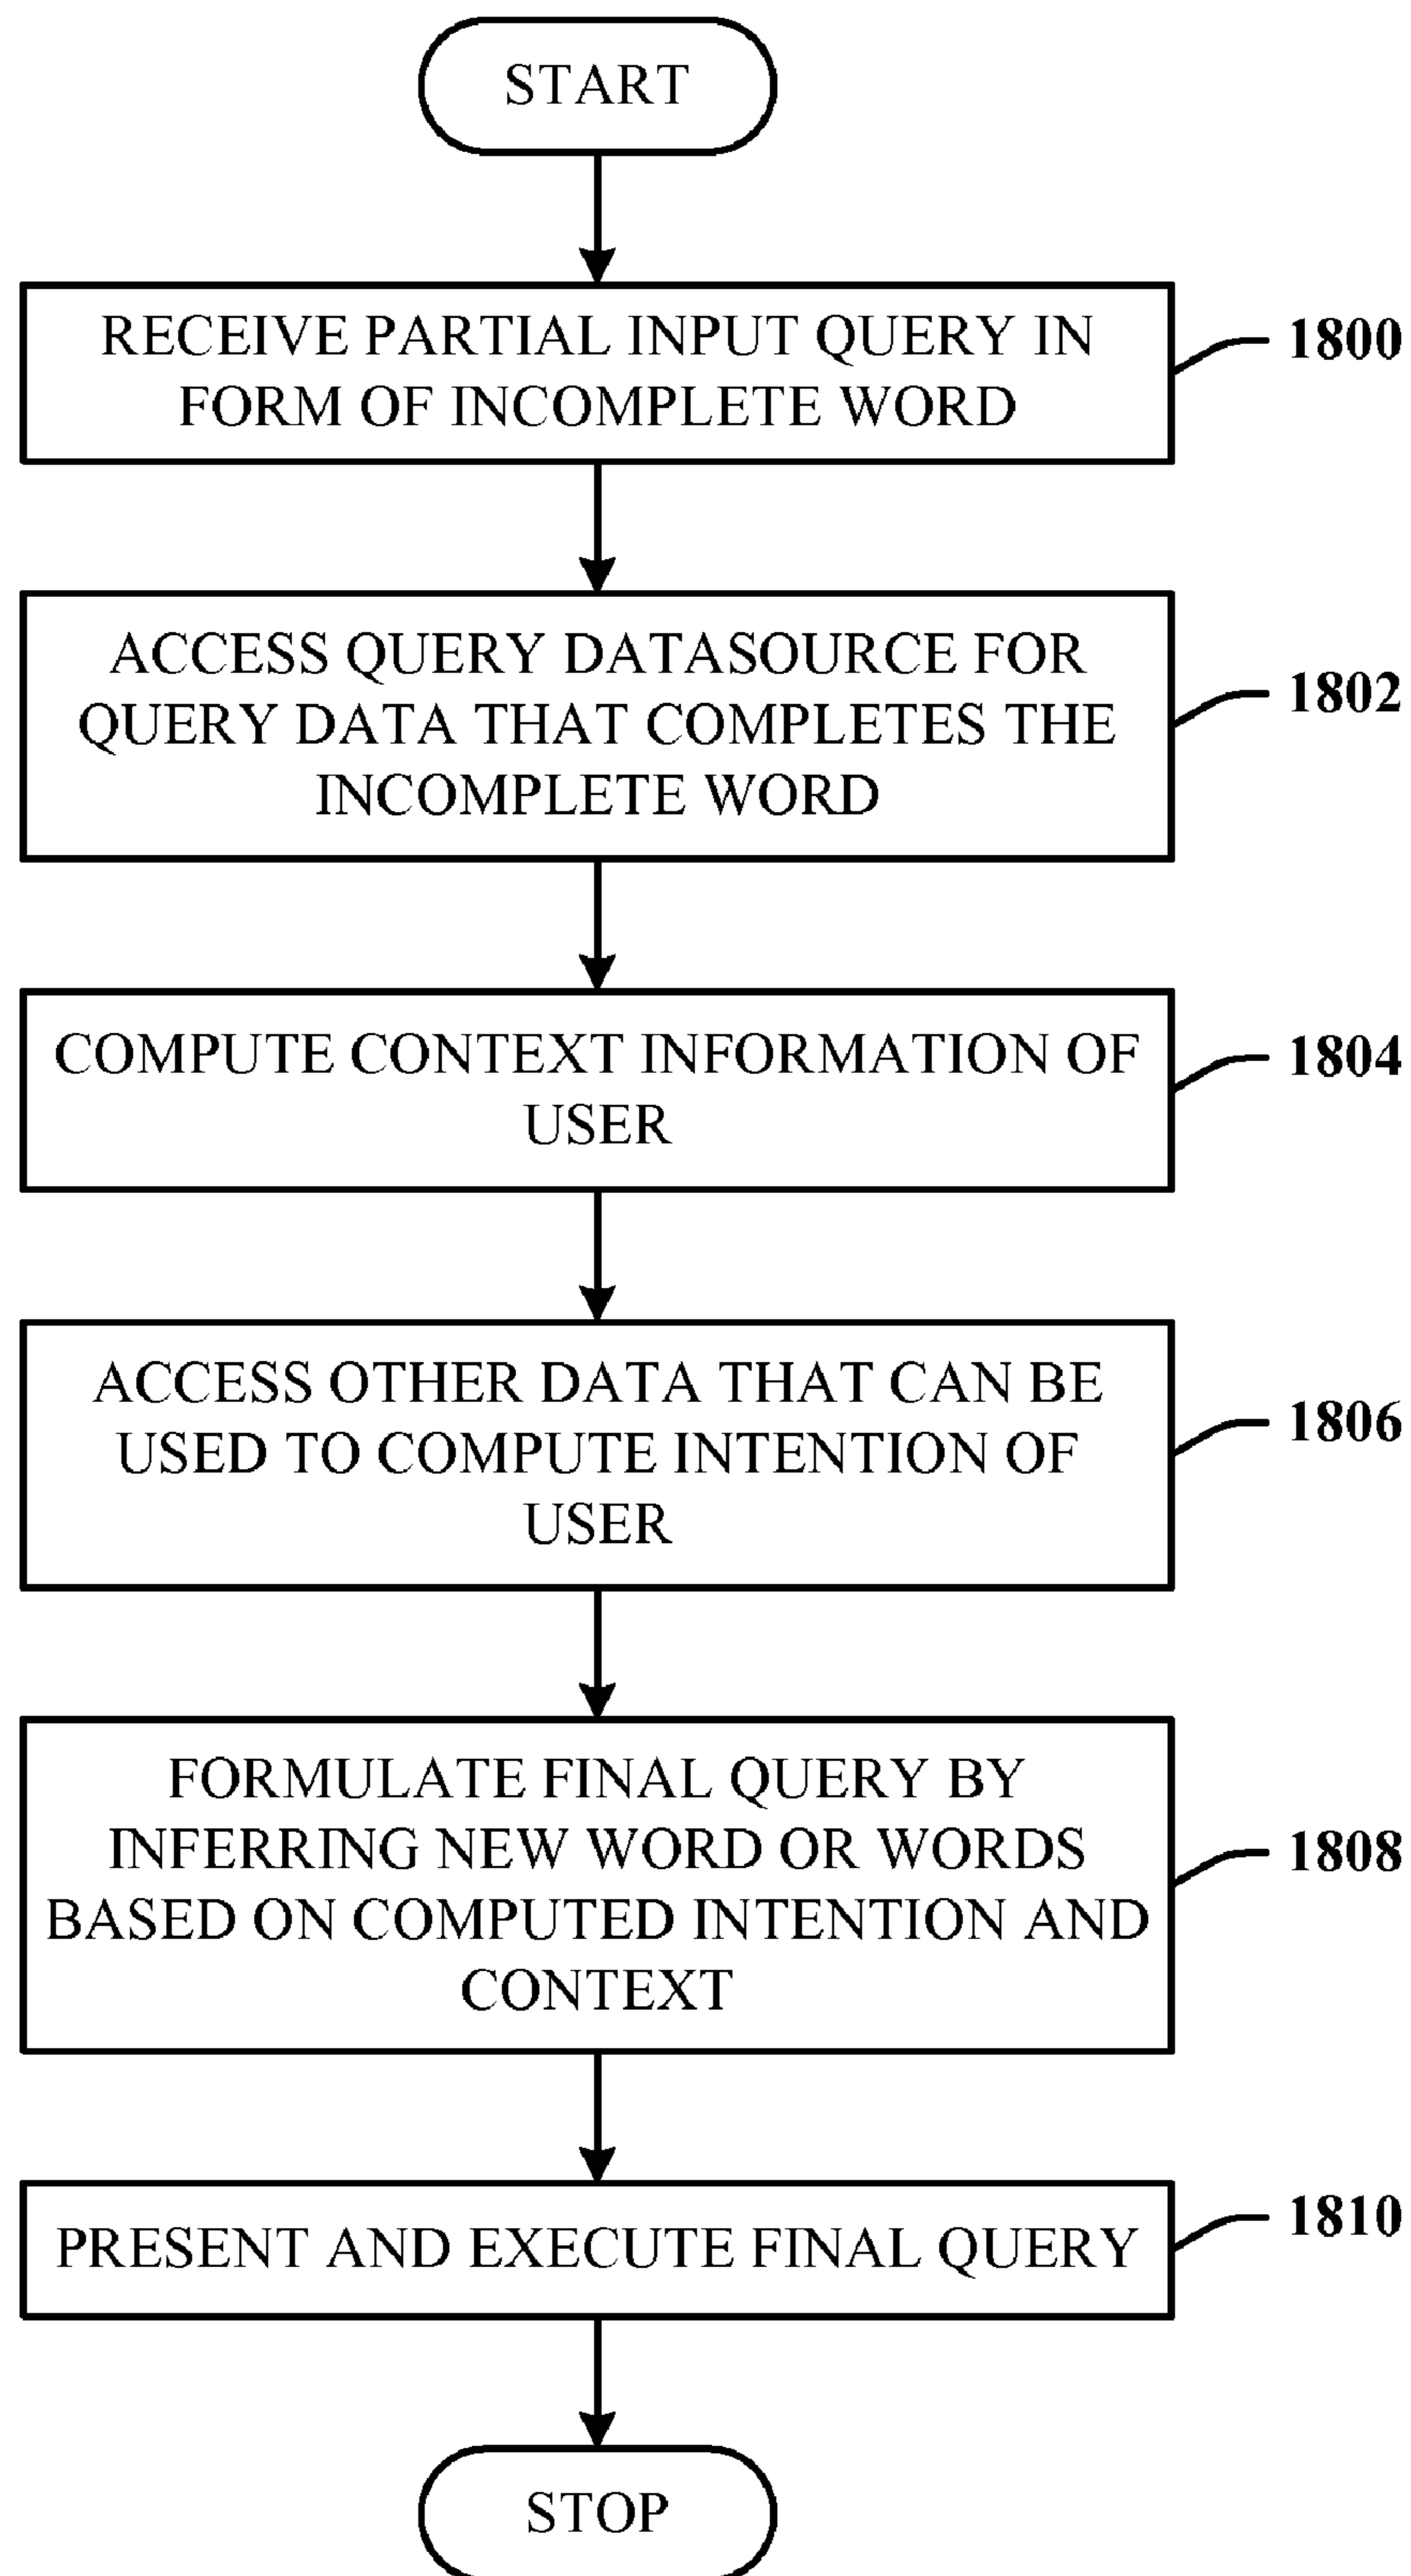 START
RECEIVE PARTIAL INPUT QUERY IN
FORM OF INCOMPLETE WORD
1800
ACCESS QUERY DATASOURCE FOR
QUERY DATA THAT COMPLETES THE
INCOMPLETE WORD
1802
COMPUTE CONTEXT INFORMATION OF
USER
1804
ACCESS OTHER DATA THAT CAN BE
USED TO COMPUTE INTENTION OF
USER
1806
FORMULATE FINAL QUERY BY
INFERRING NEW WORD OR WORDS
BASED ON COMPUTED INTENTION AND
CONTEXT
1808
PRESENT AND EXECUTE FINAL QUERY
1810
STOP